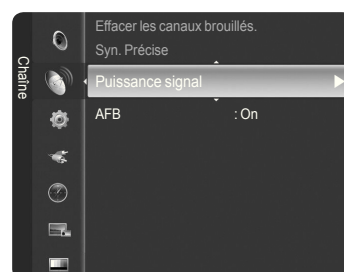 Chaîne
Effacer les canaux brouillés.
Syn. Précise
Puissance signal
AFB : On